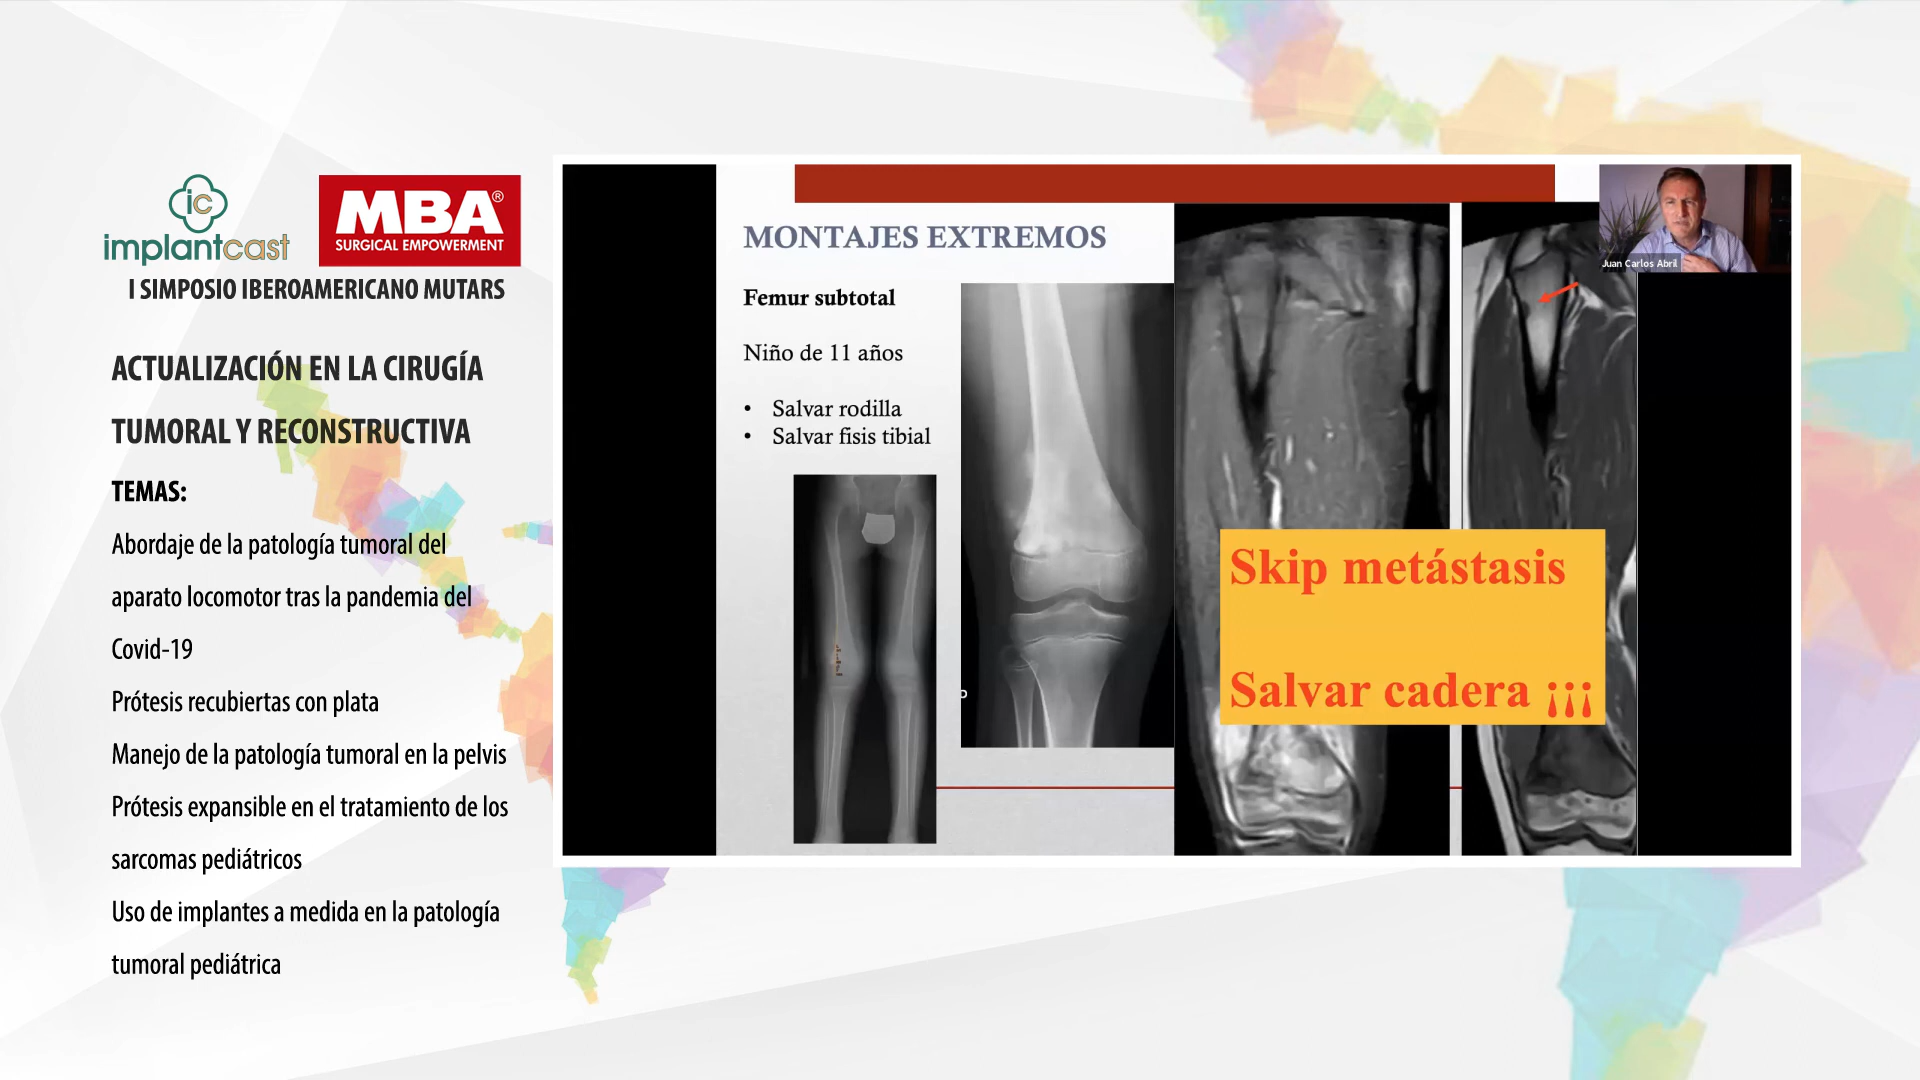 ic
implantcast
MBA®
SURGICAL EMPOWERMENT
I SIMPOSIO IBEROAMERICANO MUTARS
ACTUALIZACIÓN EN LA CIRUGÍA
TUMORAL Y RECONSTRUCTIVA
TEMAS:
Abordaje de la patología tumoral del
aparato locomotor tras la pandemia del
Covid-19
Prótesis recubiertas con plata
Manejo de la patología tumoral en la pelvis
Prótesis expansible en el tratamiento de los
sarcomas pediátricos
Uso de implantes a medida en la patología
tumoral pediátrica
MONTAJES EXTREMOS
Femur subtotal
Niño de 11 años
• Salvar rodilla
• Salvar fisis tibial
Skip metástasis
Salvar cadera ¡¡¡
Juan Carlos Abril